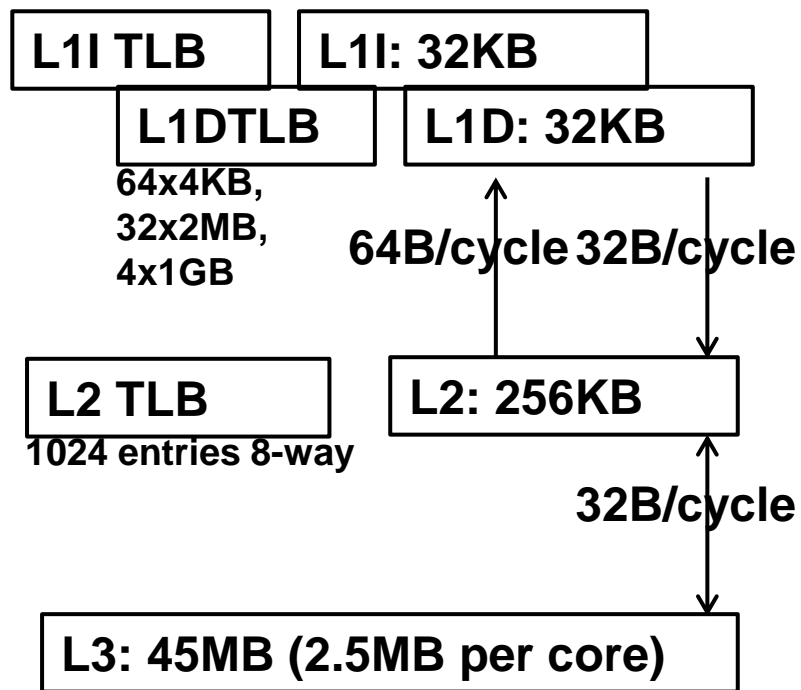 L1I TLB
L1I: 32KB
L1DTLB
L1D: 32KB
64x4KB,
32x2MB,
4x1GB
64B/cycle
32B/cycle
L2 TLB
L2: 256KB
1024 entries 8-way
32B/cycle
L3: 45MB (2.5MB per core)